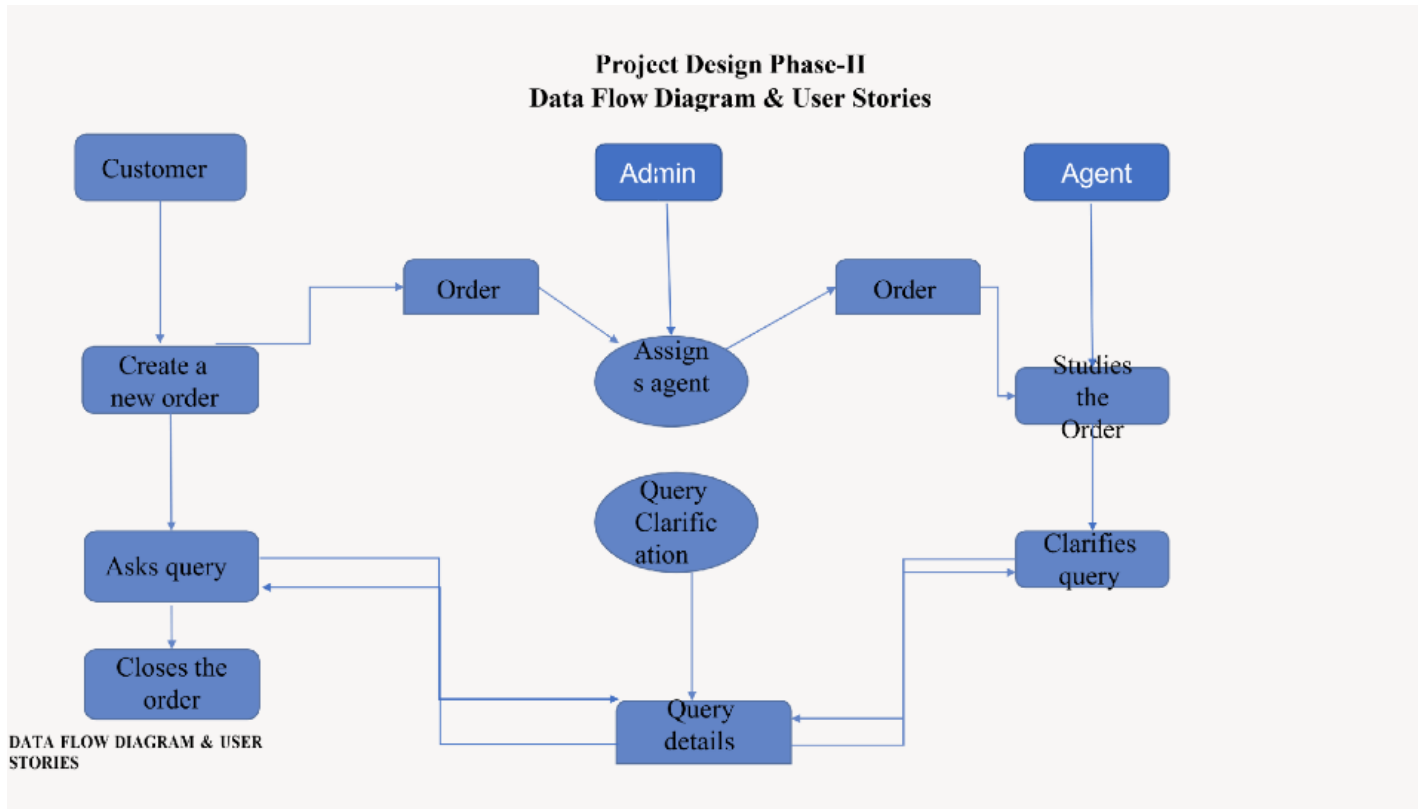 Project Design Phase-II
Data Flow Diagram & User Stories
Customer
Admin
Agent
Order
Order
Create a
new order
Assign
s agent
Studies
the
Order
Query
Clarific
ation
Asks query
Clarifies
query
Closes the
order
Query
details
DATA FLOW DIAGRAM & USER
STORIES